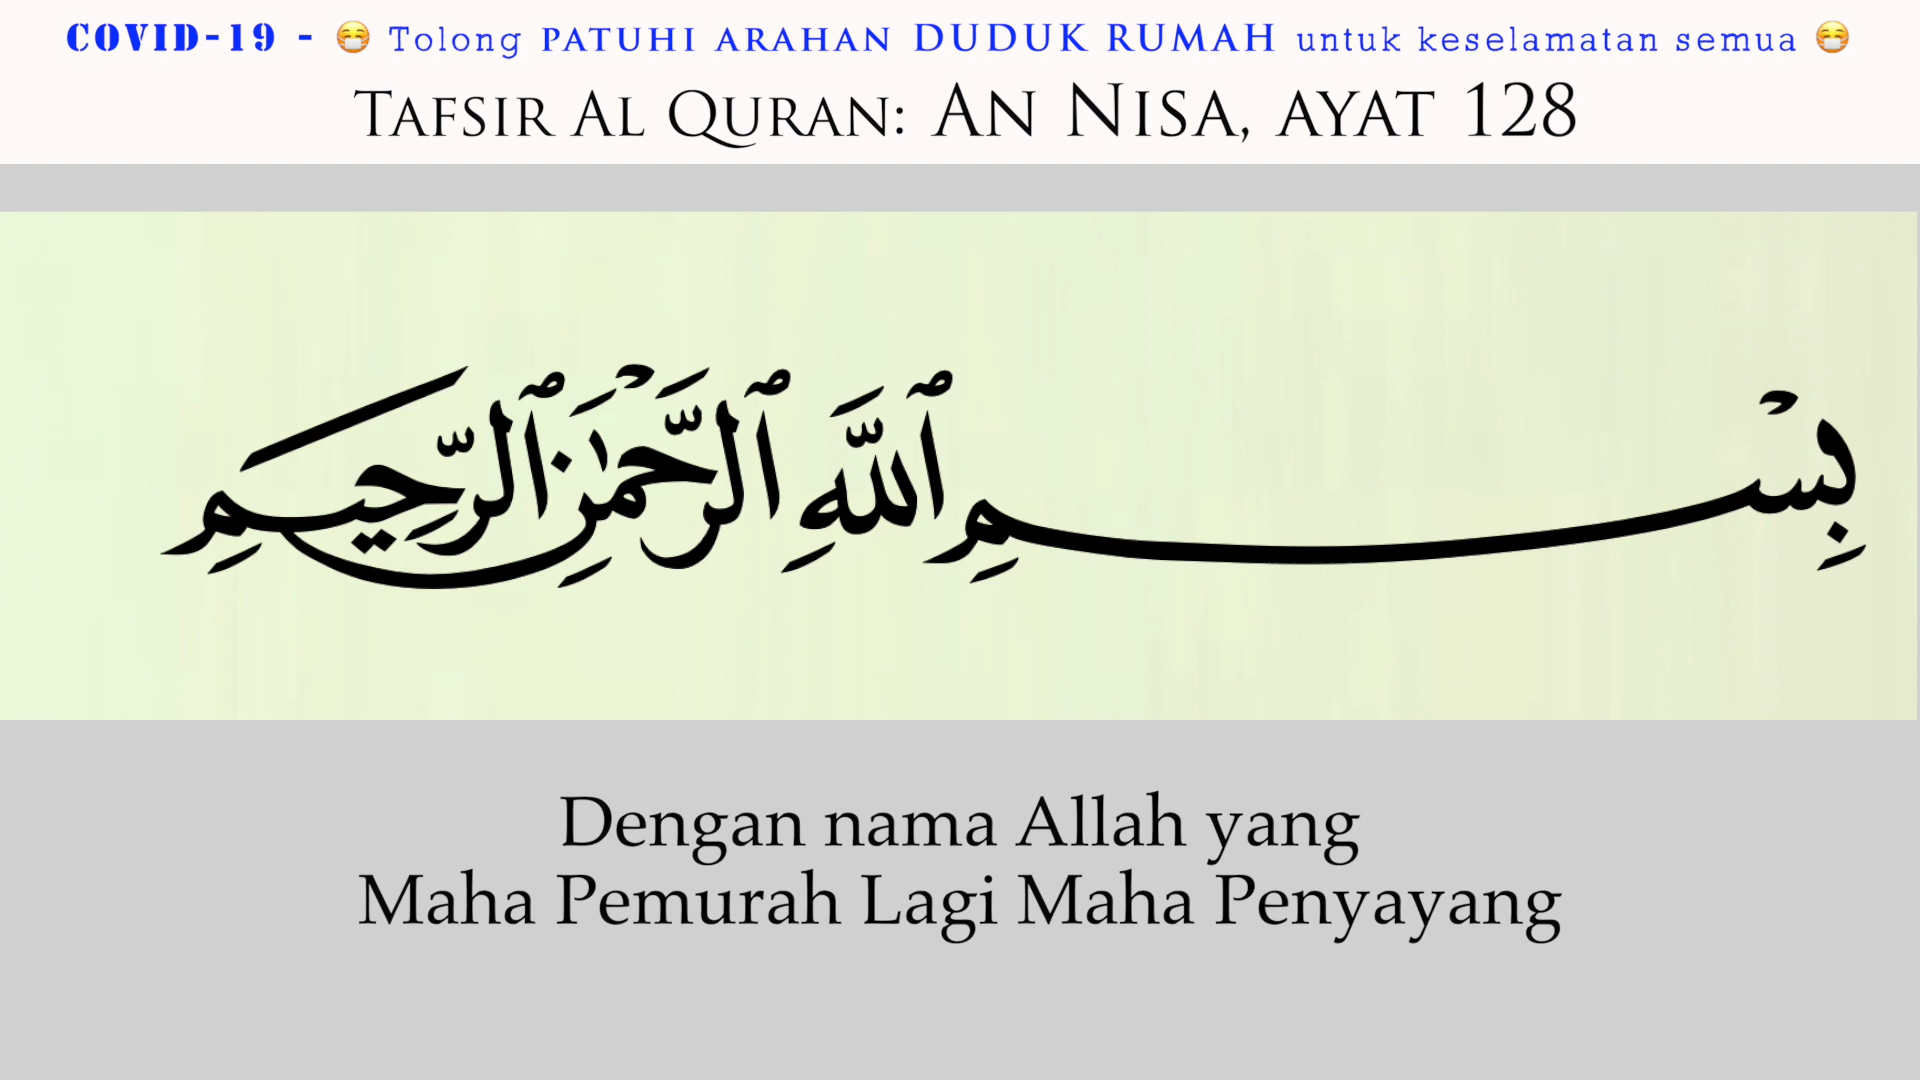 COVID-19 - 😷 Tolong PATUHI ARAHAN DUDUK RUMAH untuk keselamatan semua 😷
TAFSIR AL QURAN: AN NISA, AYAT 128
بِسْمِ ٱللَّهِ ٱلرَّحْمَٰنِ ٱلرَّحِيمِ
Dengan nama Allah yang
Maha Pemurah Lagi Maha Penyayang